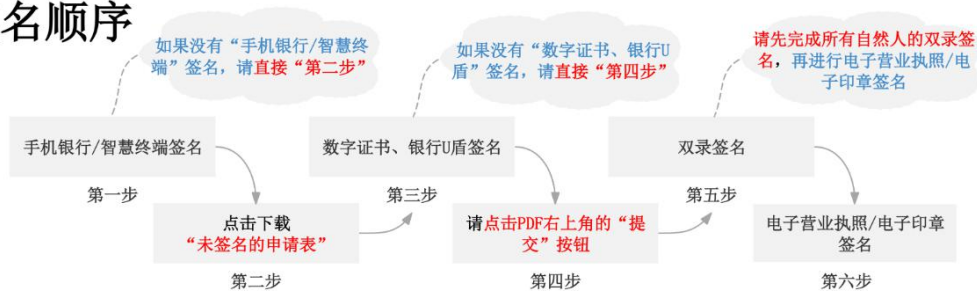 名顺序
如果没有“手机银行/智慧终
端”签名，请直接“第二步”
如果没有“数字证书、银行U
盾”签名，请直接“第四步”
请先完成所有自然人的双录签
名，再进行电子营业执照/电
子印章签名
手机银行/智慧终端签名
数字证书、银行U盾签名
双录签名
第一步
第三步
第五步
点击下载
“未签名的申请表”
请点击PDF右上角的“提
交”按钮
电子营业执照/电子印章
签名
第二步
第四步
第六步